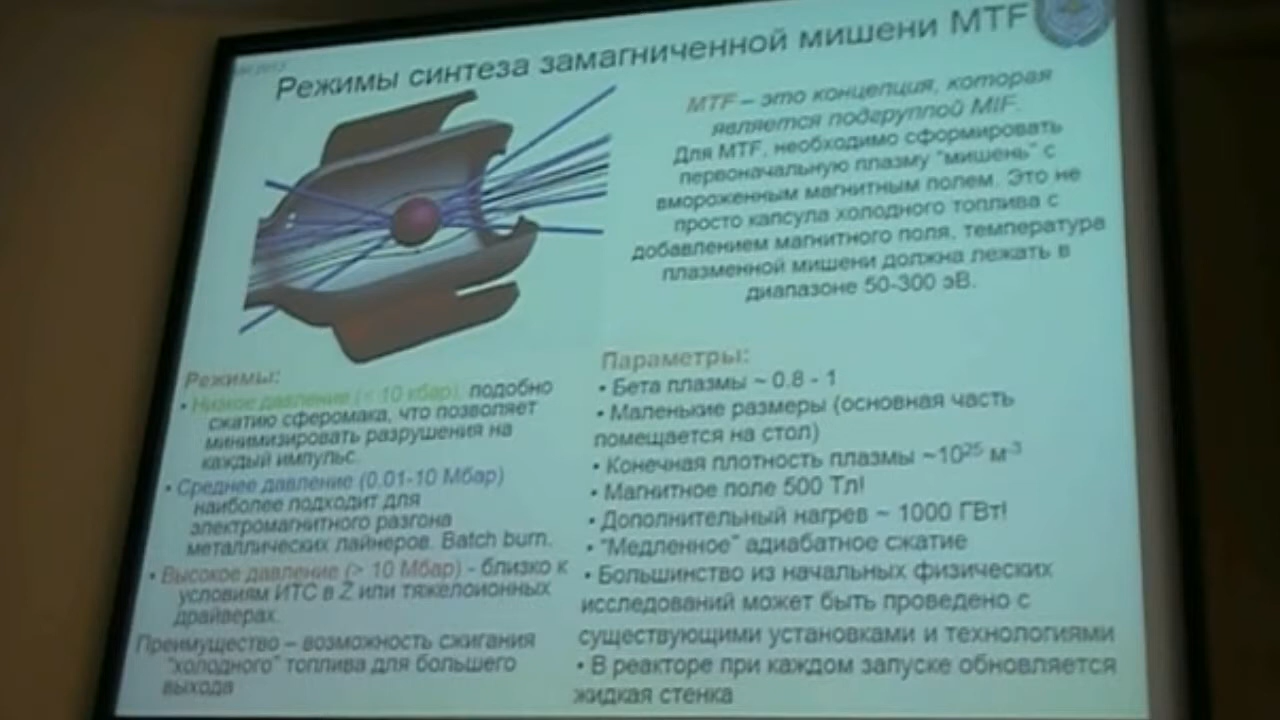 Режимы синтеза замагниченной мишени MTF
MTF – это концепция, которая
является подгруппой MIF.
Для MTF, необходимо сформировать
первоначальную плазму "мишень" с
вмороженным магнитным полем. Это не
просто капсула холодного топлива с
добавлением магнитного поля, температура
плазменной мишени должна лежать в
диапазоне 50-300 эВ.
Режимы:
• Низкое давление (< 10 кбар), подобно
сжатию сферомака, что позволяет
минимизировать разрушения на
каждый импульс.
• Среднее давление (0.01-10 Мбар)
наиболее подходит для
электромагнитного разгона
металлических лайнеров. Batch burn.
• Высокое давление (> 10 Мбар) - близко к
условиям ИТС в Z или тяжелоионных
драйверах.
Преимущество – возможность сжигания
"холодного" топлива для большего
выхода
Параметры:
• Бета плазмы ~ 0.8 - 1
• Маленькие размеры (основная часть
помещается на стол)
• Конечная плотность плазмы ~10²⁵ м⁻³
• Магнитное поле 500 Тл!
• Дополнительный нагрев ~ 1000 ГВт!
• "Медленное" адиабатное сжатие
• Большинство из начальных физических
исследований может быть проведено с
существующими установками и технологиями
• В реакторе при каждом запуске обновляется
жидкая стенка